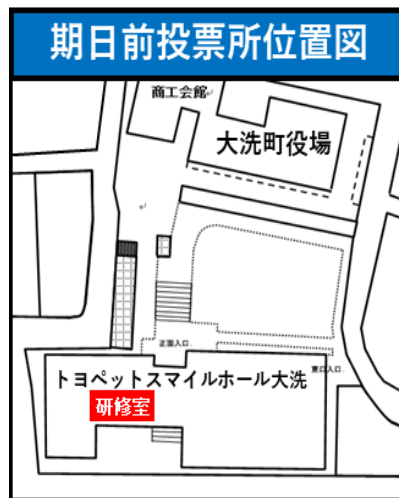 期日前投票所位置図
商工会館
大洗町役場
正面入口
東口入口
トヨペットスマイルホール大洗
研修室